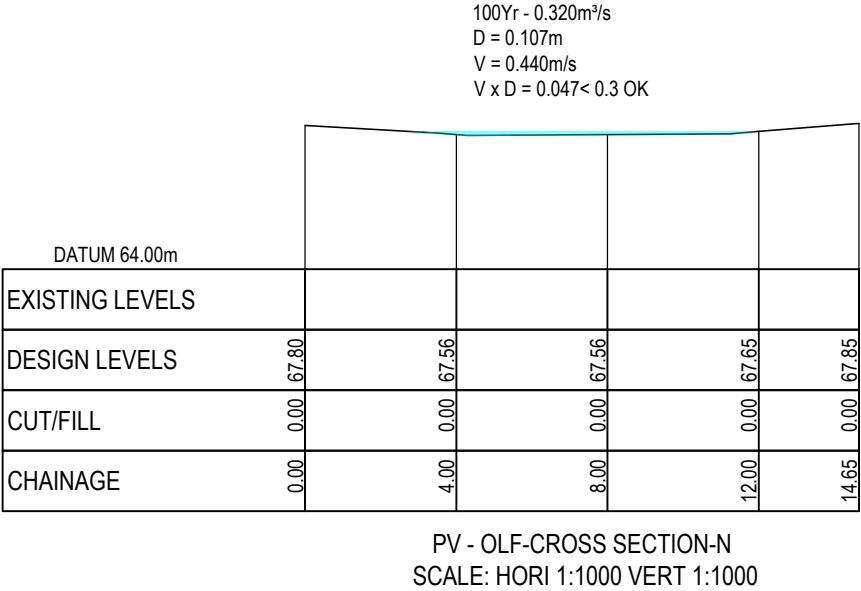 100Yr - 0.320m³/s
D = 0.107m
V = 0.440m/s
V x D = 0.047< 0.3 OK
DATUM 64.00m
EXISTING LEVELS
DESIGN LEVELS 67.80 67.56 67.56 67.65 67.85
CUT/FILL 0.00 0.00 0.00 0.00 0.00
CHAINAGE 0.00 4.00 8.00 12.00 14.65
PV - OLF-CROSS SECTION-N
SCALE: HORI 1:1000 VERT 1:1000